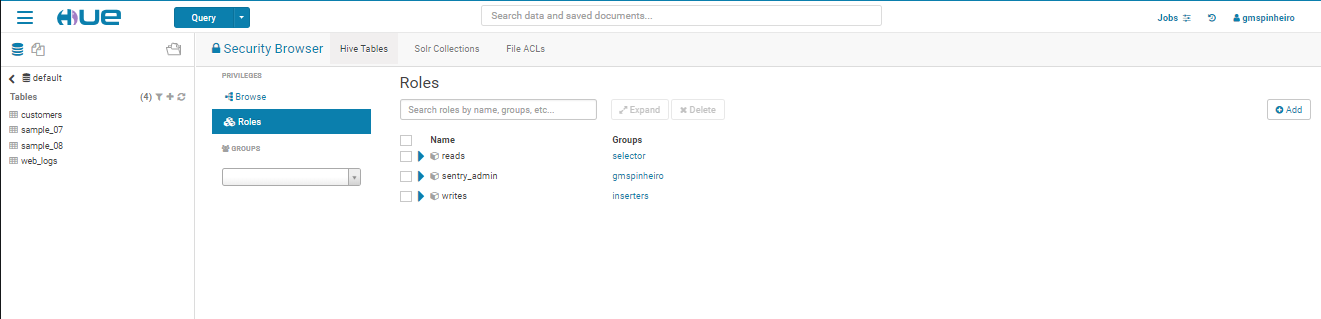 HUE
Query
Search data and saved documents...
Jobs
gmspinheiro
default
Tables (4)
customers
sample_07
sample_08
web_logs
Security Browser Hive Tables Solr Collections File ACLs
PRIVILEGES
Browse
Roles
GROUPS
Roles
Search roles by name, groups, etc...
Expand
Delete
Add
Name Groups
reads selector
sentry_admin gmspinheiro
writes inserters